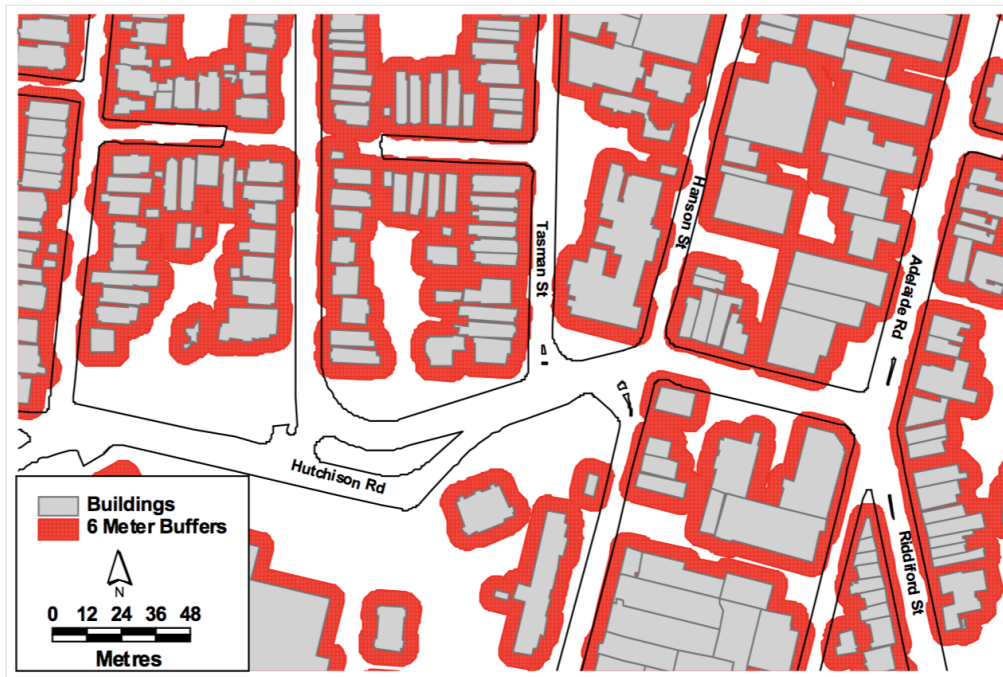 Tasman St
Hanson St
Adelaide Rd
Hutchison Rd
Riddiford St
Buildings
6 Meter Buffers
N
0 12 24 36 48
Metres